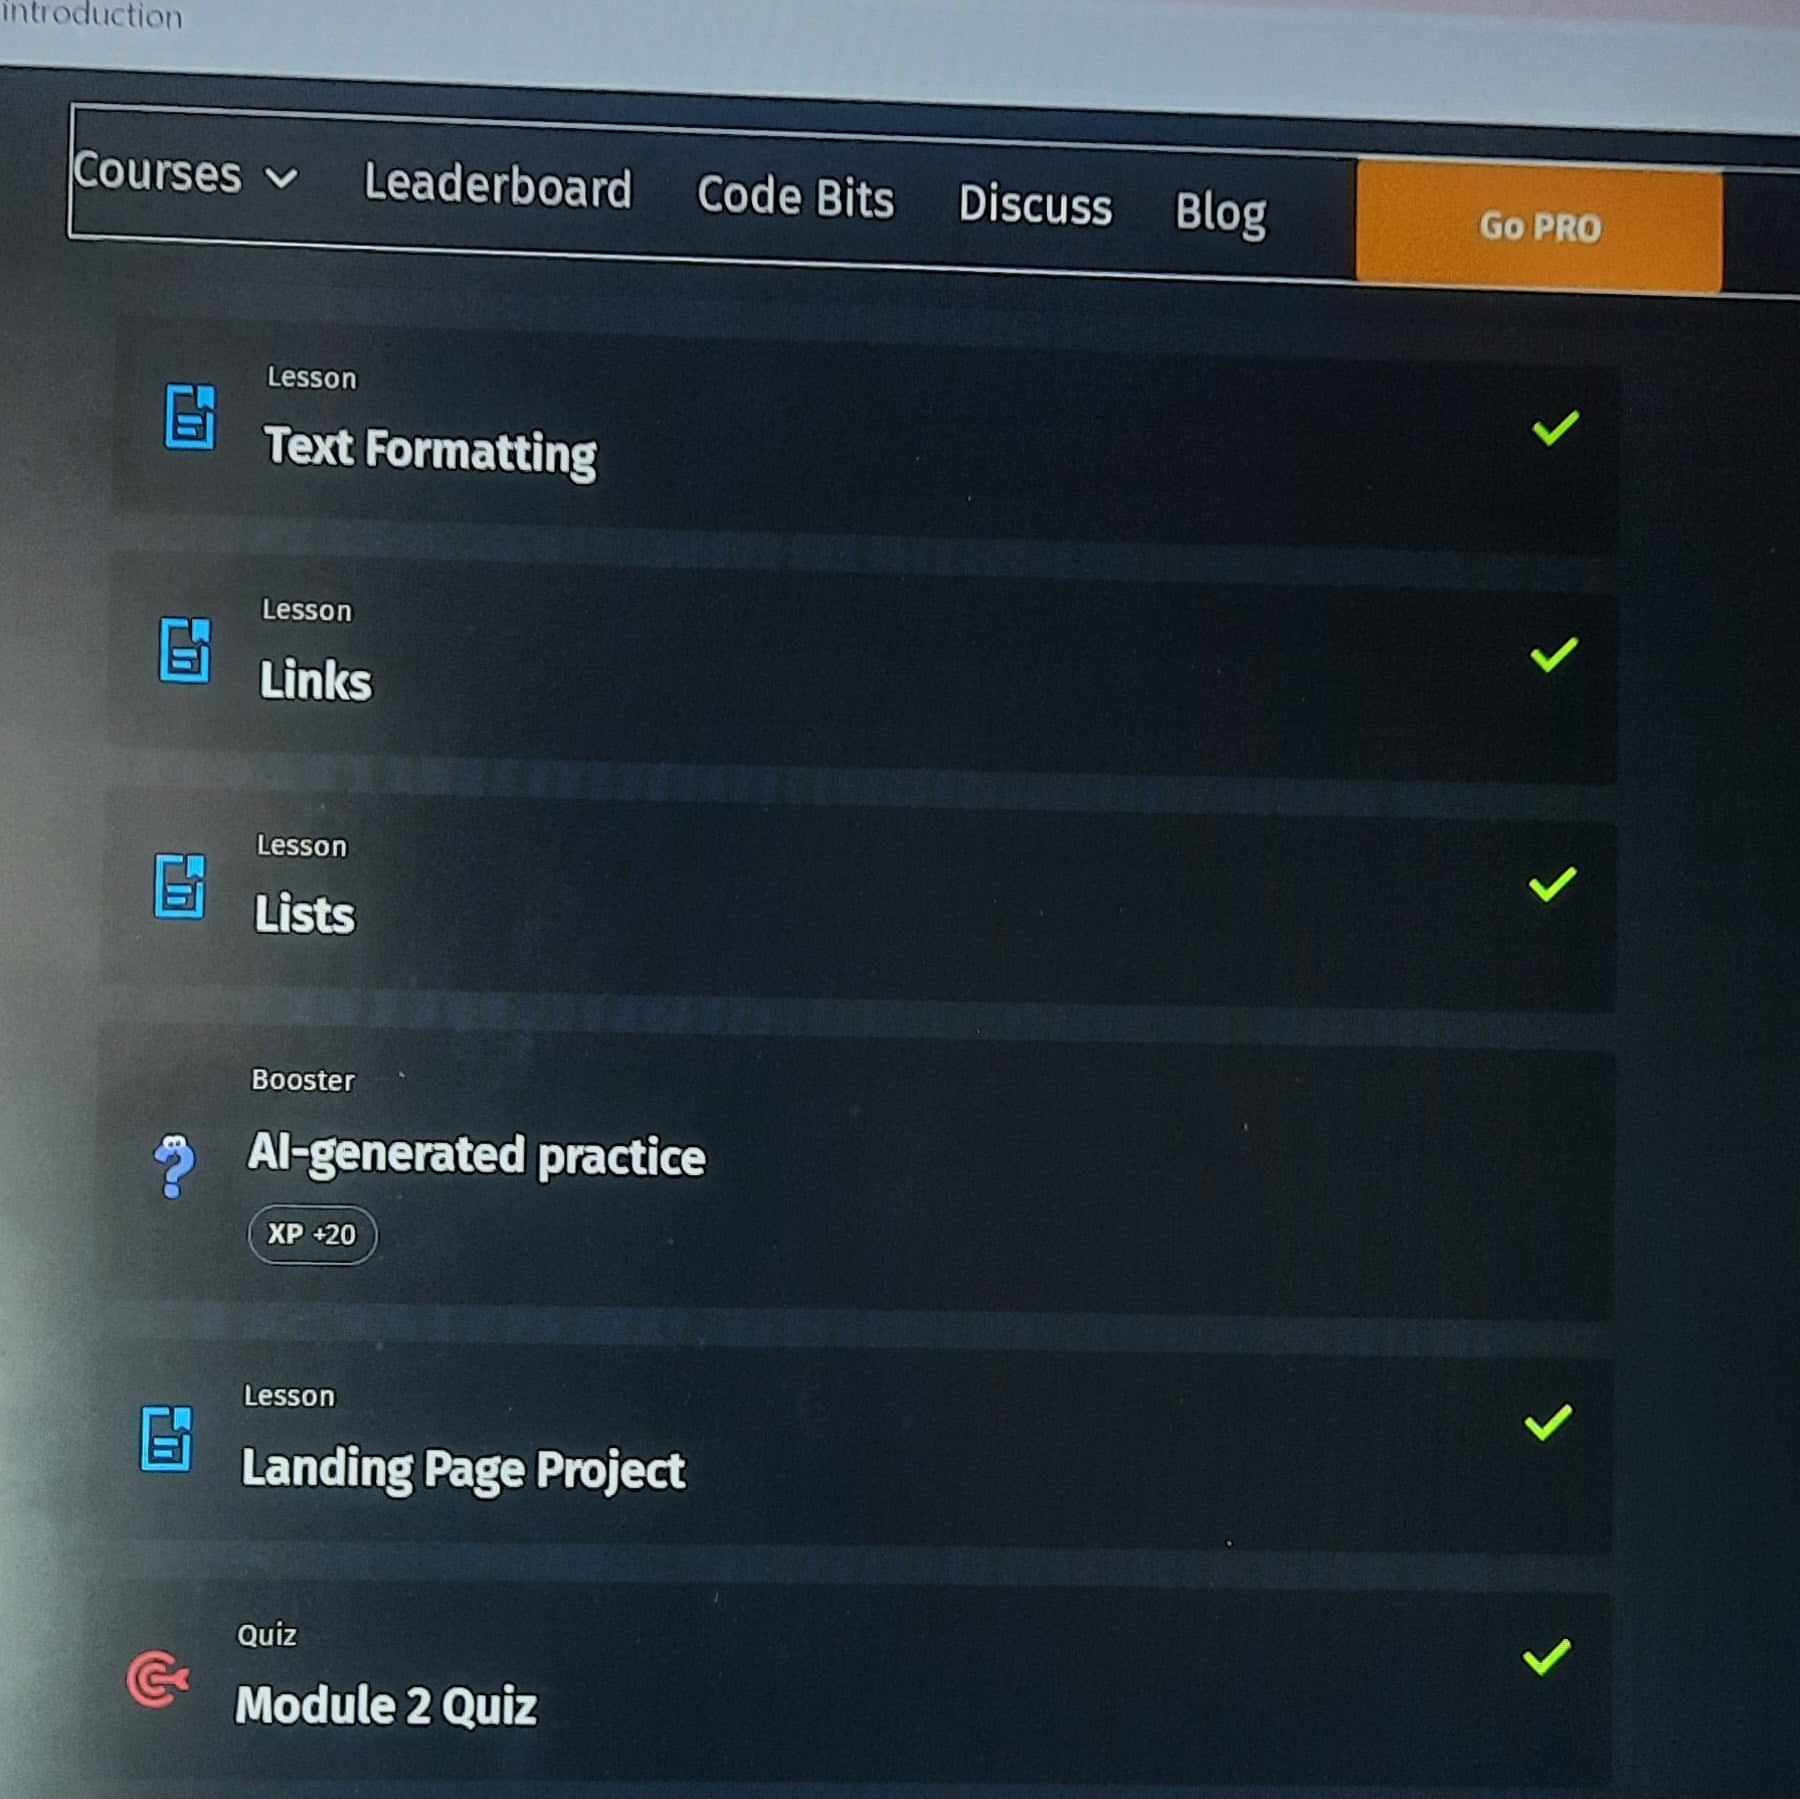 introduction
Courses Leaderboard Code Bits Discuss Blog Go PRO
Lesson
Text Formatting
Lesson
Links
Lesson
Lists
Booster
AI-generated practice
XP +20
Lesson
Landing Page Project
Quiz
Module 2 Quiz